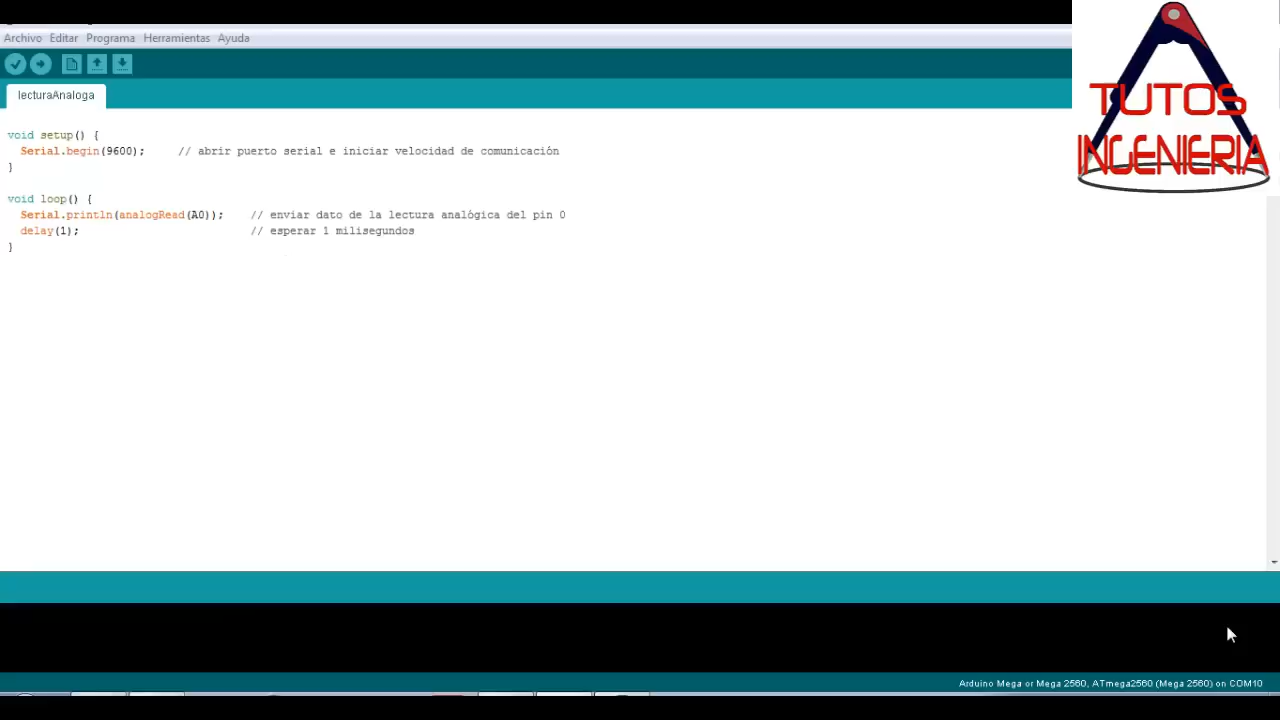 Archivo Editar Programa Herramientas Ayuda
lecturaAnaloga
void setup() {
Serial.begin(9600); // abrir puerto serial e iniciar velocidad de comunicación
}
void loop() {
Serial.println(analogRead(A0)); // enviar dato de la lectura analógica del pin 0
delay(1); // esperar 1 milisegundos
}
TUTOS
INGENIERIA
Arduino Mega or Mega 2560, ATmega2560 (Mega 2560) on COM10